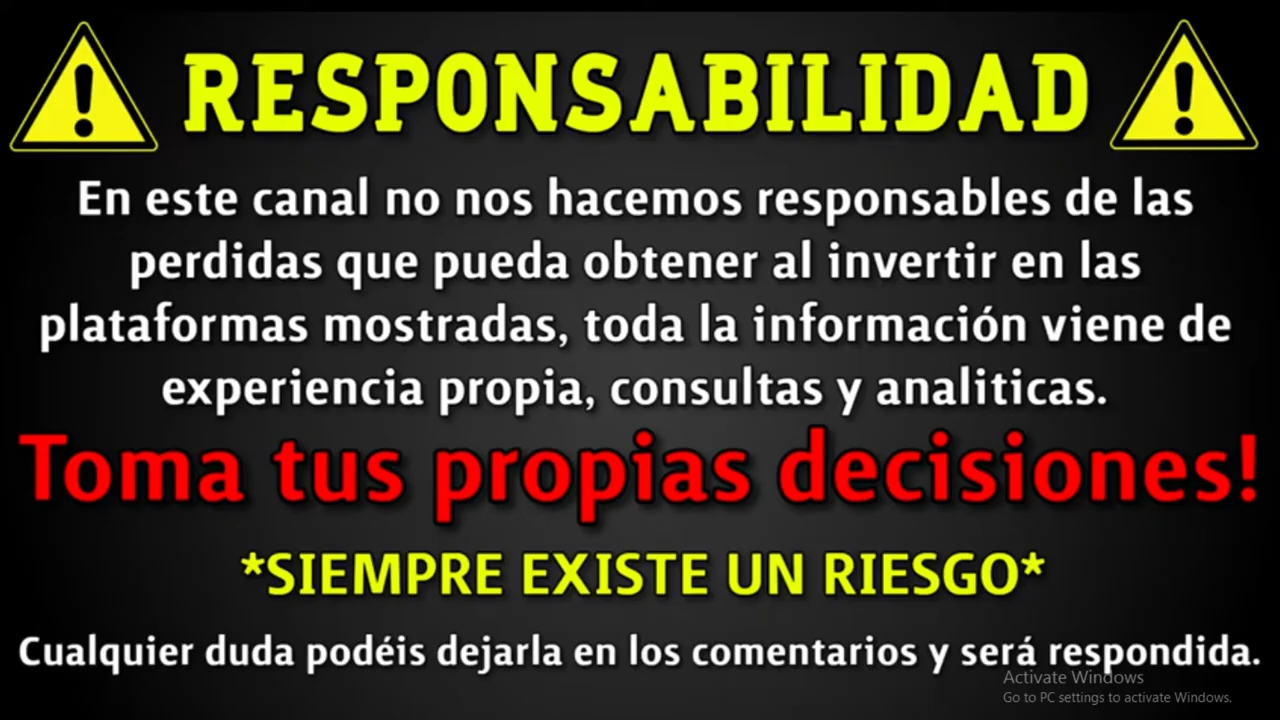 RESPONSABILIDAD
En este canal no nos hacemos responsables de las
perdidas que pueda obtener al invertir en las
plataformas mostradas, toda la información viene de
experiencia propia, consultas y analiticas.
Toma tus propias decisiones!
*SIEMPRE EXISTE UN RIESGO*
Cualquier duda podéis dejarla en los comentarios y será respondida.
Activate Windows
Go to PC settings to activate Windows.